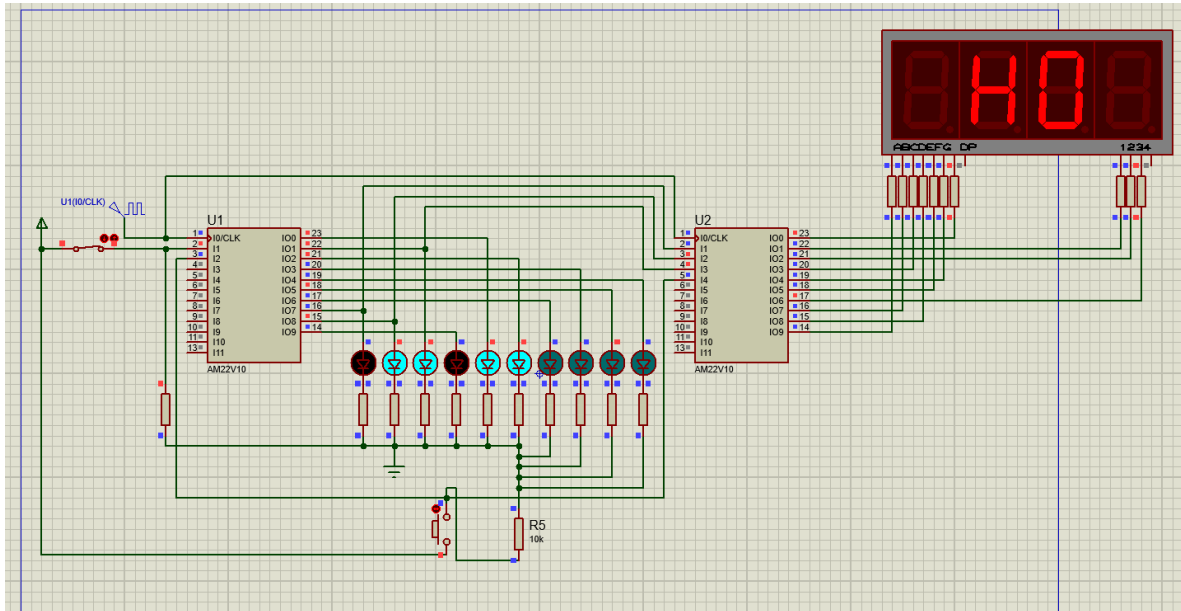 H0
ABCDEFG DP
1234
U1(I0/CLK)
U1
1 I0/CLK
2 I1
3 I2
4 I3
5 I4
6 I5
7 I6
8 I7
9 I8
10 I9
11 I10
13 I11
IO0 23
IO1 22
IO2 21
IO3 20
IO4 19
IO5 18
IO6 17
IO7 16
IO8 15
IO9 14
AM22V10
U2
1 I0/CLK
2 I1
3 I2
4 I3
5 I4
6 I5
7 I6
8 I7
9 I8
10 I9
11 I10
13 I11
IO0 23
IO1 22
IO2 21
IO3 20
IO4 19
IO5 18
IO6 17
IO7 16
IO8 15
IO9 14
AM22V10
R5
10k